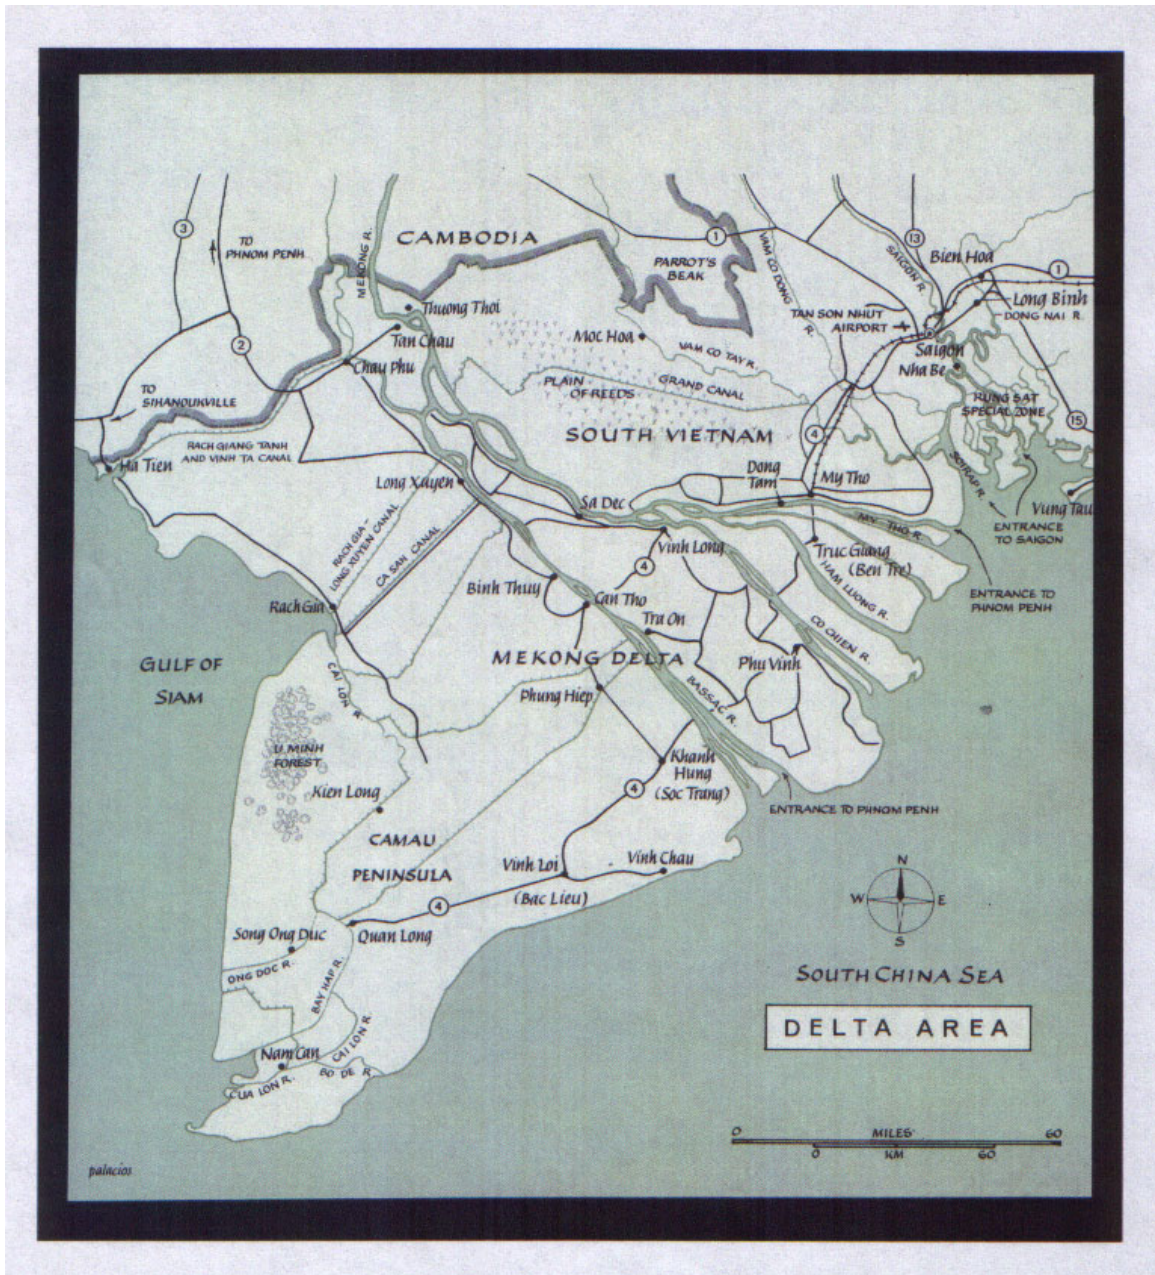 3
TO
PHNOM PENH
MEKONG R.
CAMBODIA
PARROT'S
BEAK
1
VAM CO DONG
R.
13
SAIGON R.
Bien Hoa
1
Long Binh
DONG NAI R.
TAN SON NHUT
AIRPORT
Thuong Thoi
Tan Chau
2
Chau Phu
Moc Hoa
VAM CO TAY R.
Saigon
Nha Be
TO
SIHANOUKVILLE
PLAIN
OF REEDS
GRAND CANAL
RUNG SAT
SPECIAL ZONE
SOUTH VIETNAM
4
15
RACH GIANG TANH
AND VINH TA CANAL
Ha Tien
Long Xuyen
Dong
Tam
My Tho
SOIRAP R.
Vung Tau
Sa Dec
MY THO R.
ENTRANCE
TO SAIGON
RACH GIA -
LONG XUYEN CANAL
CA SAN CANAL
Vinh Long
Truc Giang
(Ben Tre)
4
HAM LUONG R.
Binh Thuy
Can Tho
ENTRANCE TO
PHNOM PENH
Rach Gia
Tra On
CO CHIEN R.
GULF OF
SIAM
MEKONG DELTA
Phu Vinh
CAI LON R.
Phung Hiep
BASSAC R.
U MINH
FOREST
Khanh
Hung
(Soc Trang)
Kien Long
4
ENTRANCE TO PHNOM PENH
CAMAU
PENINSULA
Vinh Loi
Vinh Chau
(Bac Lieu)
4
N
W
E
S
Song Ong Duc
Quan Long
ONG DOC R.
BAY HAP R.
SOUTH CHINA SEA
DELTA AREA
CAI LON R.
Nam Can
BO DE R
CUA LON R.
0
MILES
60
0
KM
60
palacios